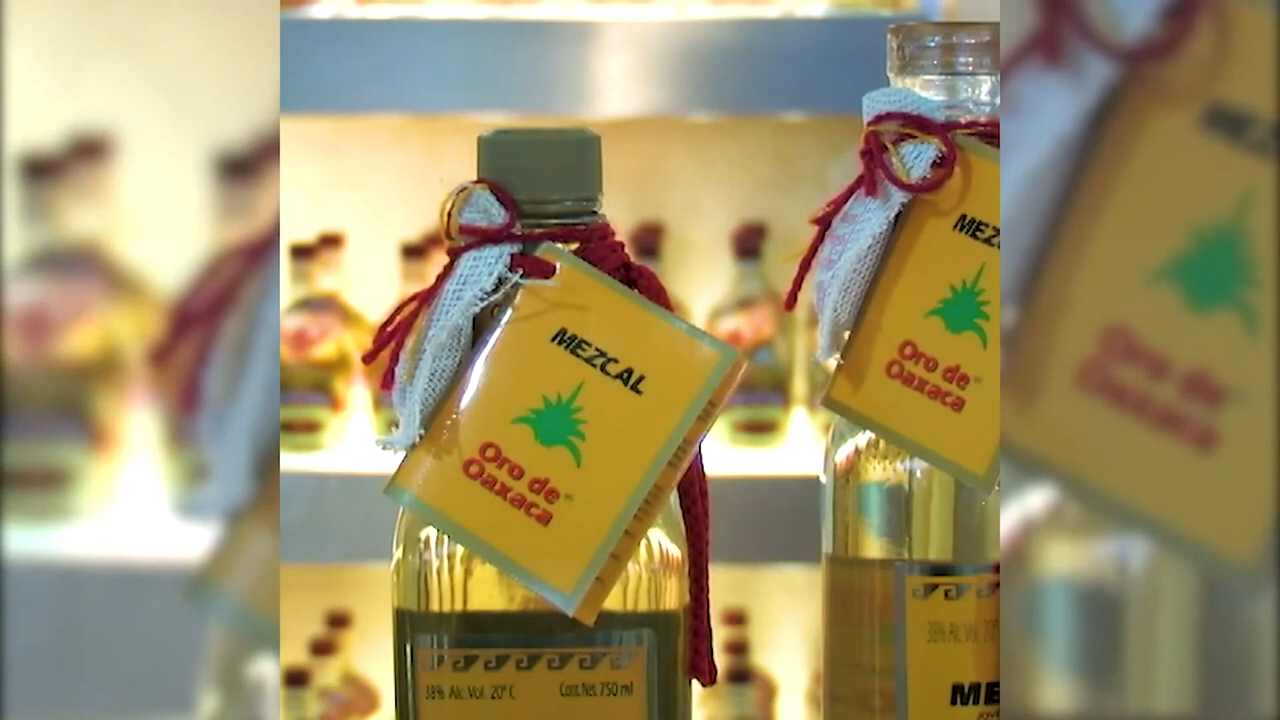 MEZCAL
Oro de
Oaxaca
38% Alc. Vol. 20° C
Cont. Net. 750 ml
MEZ
Oro de
Oaxaca
38% Alc. Vol. 20°
ME